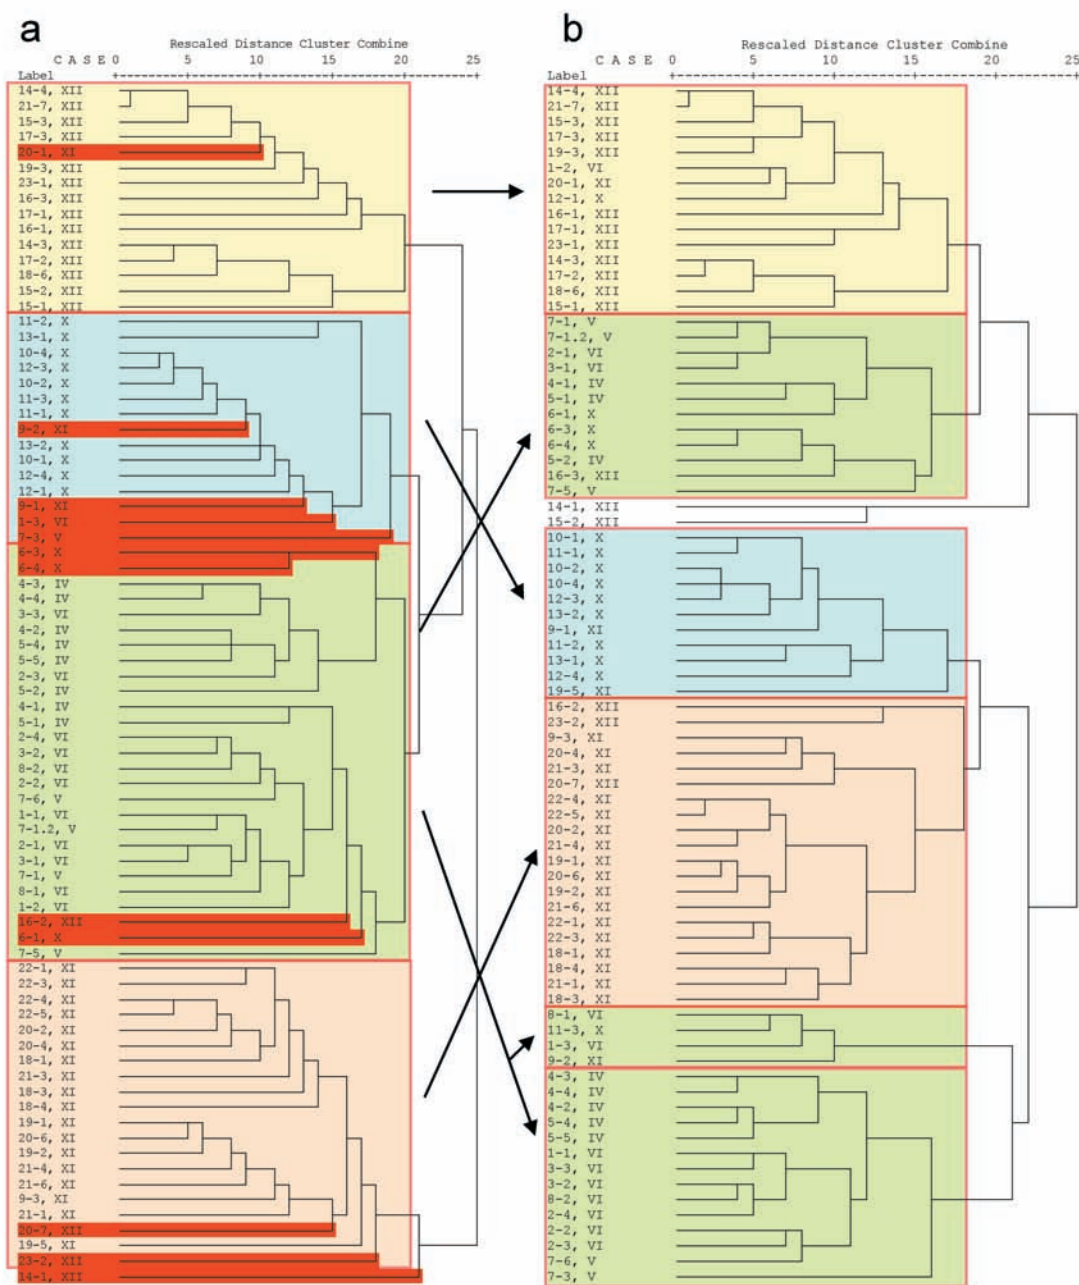 a
Rescaled Distance Cluster Combine
C A S E 0 5 10 15 20 25
Label
14-4, XII
21-7, XII
15-3, XII
17-3, XII
20-1, XI
19-3, XII
23-1, XII
16-3, XII
17-1, XII
16-1, XII
14-3, XII
17-2, XII
18-6, XII
15-2, XII
15-1, XII
11-2, X
13-1, X
10-4, X
12-3, X
10-2, X
11-3, X
11-1, X
9-2, XI
13-2, X
10-1, X
12-4, X
12-1, X
9-1, XI
1-3, VI
7-3, V
6-3, X
6-4, X
4-3, IV
4-4, IV
3-3, VI
4-2, IV
5-4, IV
5-5, IV
2-3, VI
5-2, IV
4-1, IV
5-1, IV
2-4, VI
3-2, VI
8-2, VI
2-2, VI
7-6, V
1-1, VI
7-1.2, V
2-1, VI
3-1, VI
7-1, V
8-1, VI
1-2, VI
16-2, XII
6-1, X
7-5, V
22-1, XI
22-3, XI
22-4, XI
22-5, XI
20-2, XI
20-4, XI
18-1, XI
21-3, XI
18-3, XI
18-4, XI
19-1, XI
20-6, XI
19-2, XI
21-4, XI
21-6, XI
9-3, XI
21-1, XI
20-7, XII
19-5, XI
23-2, XII
14-1, XII
b
Rescaled Distance Cluster Combine
C A S E 0 5 10 15 20 25
Label
14-4, XII
21-7, XII
15-3, XII
17-3, XII
19-3, XII
1-2, VI
20-1, XI
12-1, X
16-1, XII
17-1, XII
23-1, XII
14-3, XII
17-2, XII
18-6, XII
15-1, XII
7-1, V
7-1.2, V
2-1, VI
3-1, VI
4-1, IV
5-1, IV
6-1, X
6-3, X
6-4, X
5-2, IV
16-3, XII
7-5, V
14-1, XII
15-2, XII
10-1, X
11-1, X
10-2, X
10-4, X
12-3, X
13-2, X
9-1, XI
11-2, X
13-1, X
12-4, X
19-5, XI
16-2, XII
23-2, XII
9-3, XI
20-4, XI
21-3, XI
20-7, XII
22-4, XI
22-5, XI
20-2, XI
21-4, XI
19-1, XI
20-6, XI
19-2, XI
21-6, XI
22-1, XI
22-3, XI
18-1, XI
18-4, XI
21-1, XI
18-3, XI
8-1, VI
11-3, X
1-3, VI
9-2, XI
4-3, IV
4-4, IV
4-2, IV
5-4, IV
5-5, IV
1-1, VI
3-3, VI
3-2, VI
8-2, VI
2-4, VI
2-2, VI
2-3, VI
7-6, V
7-3, V